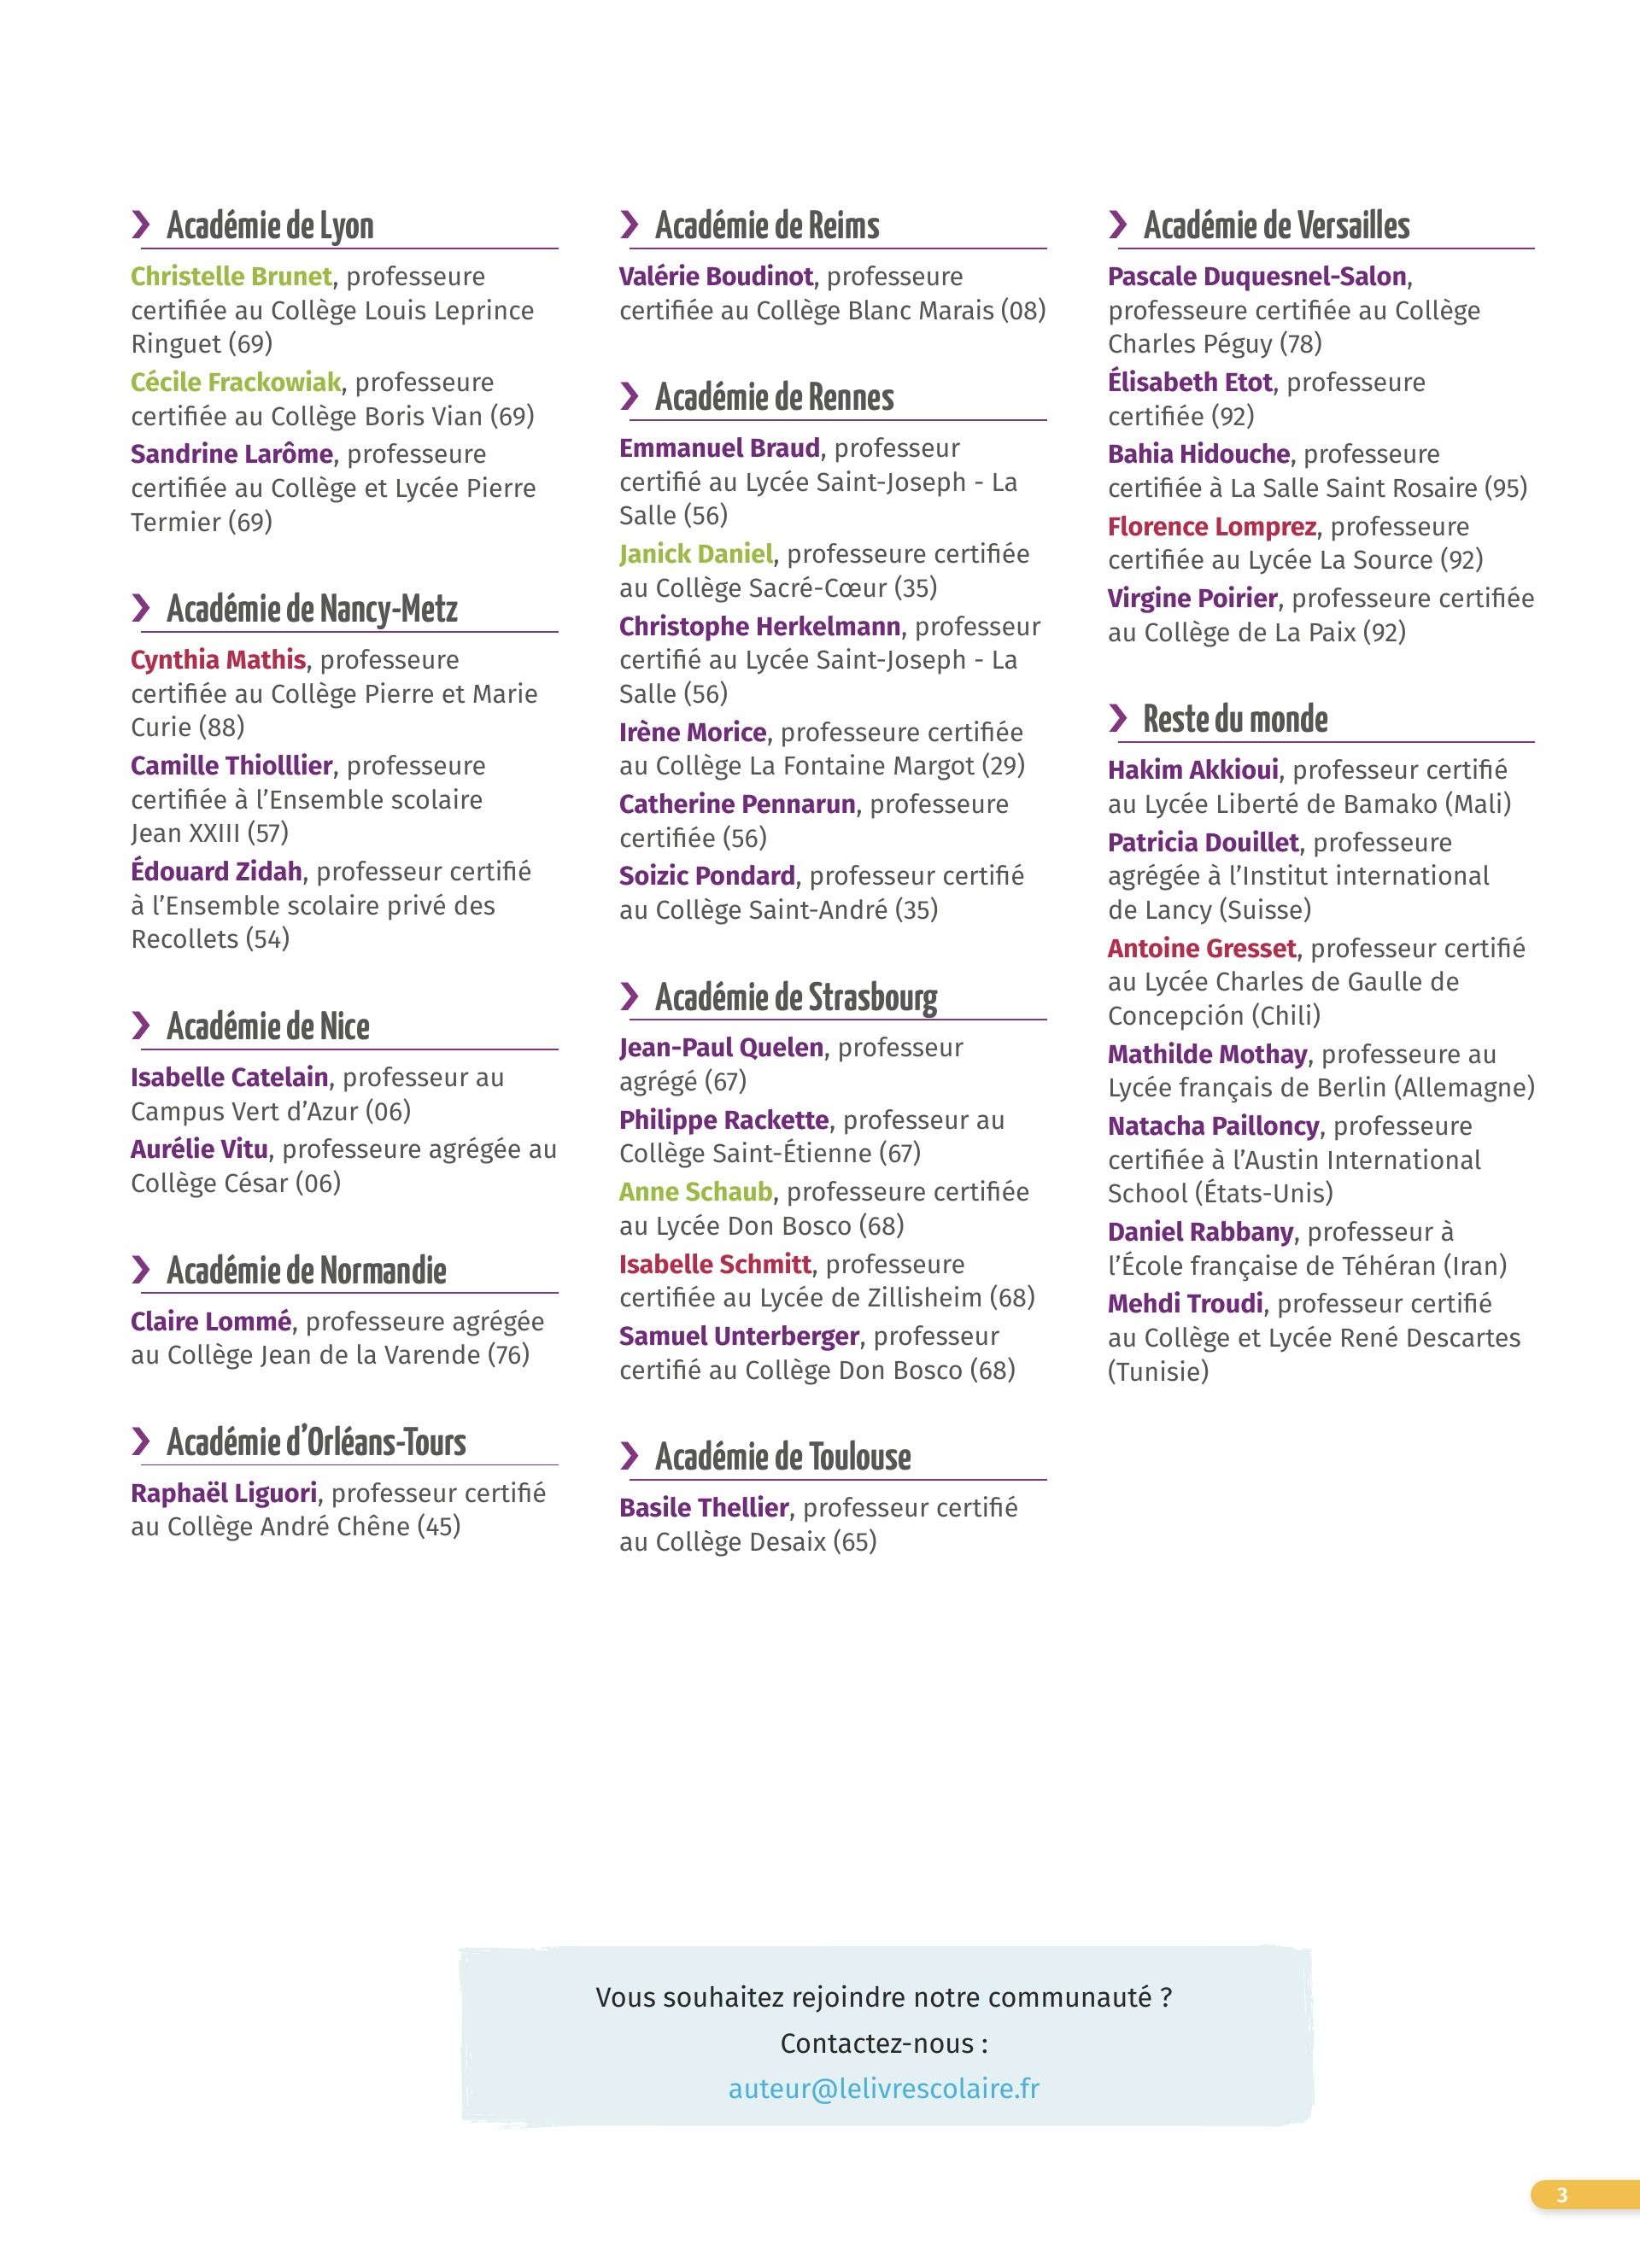 Académie de Lyon
Christelle Brunet, professeure
certifiée au Collège Louis Leprince
Ringuet (69)
Cécile Frackowiak, professeure
certifiée au Collège Boris Vian (69)
Sandrine Larôme, professeure
certifiée au Collège et Lycée Pierre
Termier (69)
Académie de Nancy-Metz
Cynthia Mathis, professeure
certifiée au Collège Pierre et Marie
Curie (88)
Camille Thiolllier, professeure
certifiée à l’Ensemble scolaire
Jean XXIII (57)
Édouard Zidah, professeur certifié
à l’Ensemble scolaire privé des
Recollets (54)
Académie de Nice
Isabelle Catelain, professeur au
Campus Vert d’Azur (06)
Aurélie Vitu, professeure agrégée au
Collège César (06)
Académie de Normandie
Claire Lommé, professeure agrégée
au Collège Jean de la Varende (76)
Académie d’Orléans-Tours
Raphaël Liguori, professeur certifié
au Collège André Chêne (45)
Académie de Reims
Valérie Boudinot, professeure
certifiée au Collège Blanc Marais (08)
Académie de Rennes
Emmanuel Braud, professeur
certifié au Lycée Saint-Joseph - La
Salle (56)
Janick Daniel, professeure certifiée
au Collège Sacré-Cœur (35)
Christophe Herkelmann, professeur
certifié au Lycée Saint-Joseph - La
Salle (56)
Irène Morice, professeure certifiée
au Collège La Fontaine Margot (29)
Catherine Pennarun, professeure
certifiée (56)
Soizic Pondard, professeur certifié
au Collège Saint-André (35)
Académie de Strasbourg
Jean-Paul Quelen, professeur
agrégé (67)
Philippe Rackette, professeur au
Collège Saint-Étienne (67)
Anne Schaub, professeure certifiée
au Lycée Don Bosco (68)
Isabelle Schmitt, professeure
certifiée au Lycée de Zillisheim (68)
Samuel Unterberger, professeur
certifié au Collège Don Bosco (68)
Académie de Toulouse
Basile Thellier, professeur certifié
au Collège Desaix (65)
Académie de Versailles
Pascale Duquesnel-Salon,
professeure certifiée au Collège
Charles Péguy (78)
Élisabeth Etot, professeure
certifiée (92)
Bahia Hidouche, professeure
certifiée à La Salle Saint Rosaire (95)
Florence Lomprez, professeure
certifiée au Lycée La Source (92)
Virgine Poirier, professeure certifiée
au Collège de La Paix (92)
Reste du monde
Hakim Akkioui, professeur certifié
au Lycée Liberté de Bamako (Mali)
Patricia Douillet, professeure
agrégée à l’Institut international
de Lancy (Suisse)
Antoine Gresset, professeur certifié
au Lycée Charles de Gaulle de
Concepción (Chili)
Mathilde Mothay, professeure au
Lycée français de Berlin (Allemagne)
Natacha Pailloncy, professeure
certifiée à l’Austin International
School (États-Unis)
Daniel Rabbany, professeur à
l’École française de Téhéran (Iran)
Mehdi Troudi, professeur certifié
au Collège et Lycée René Descartes
(Tunisie)
Vous souhaitez rejoindre notre communauté ?
Contactez-nous :
auteur@lelivrescolaire.fr
3